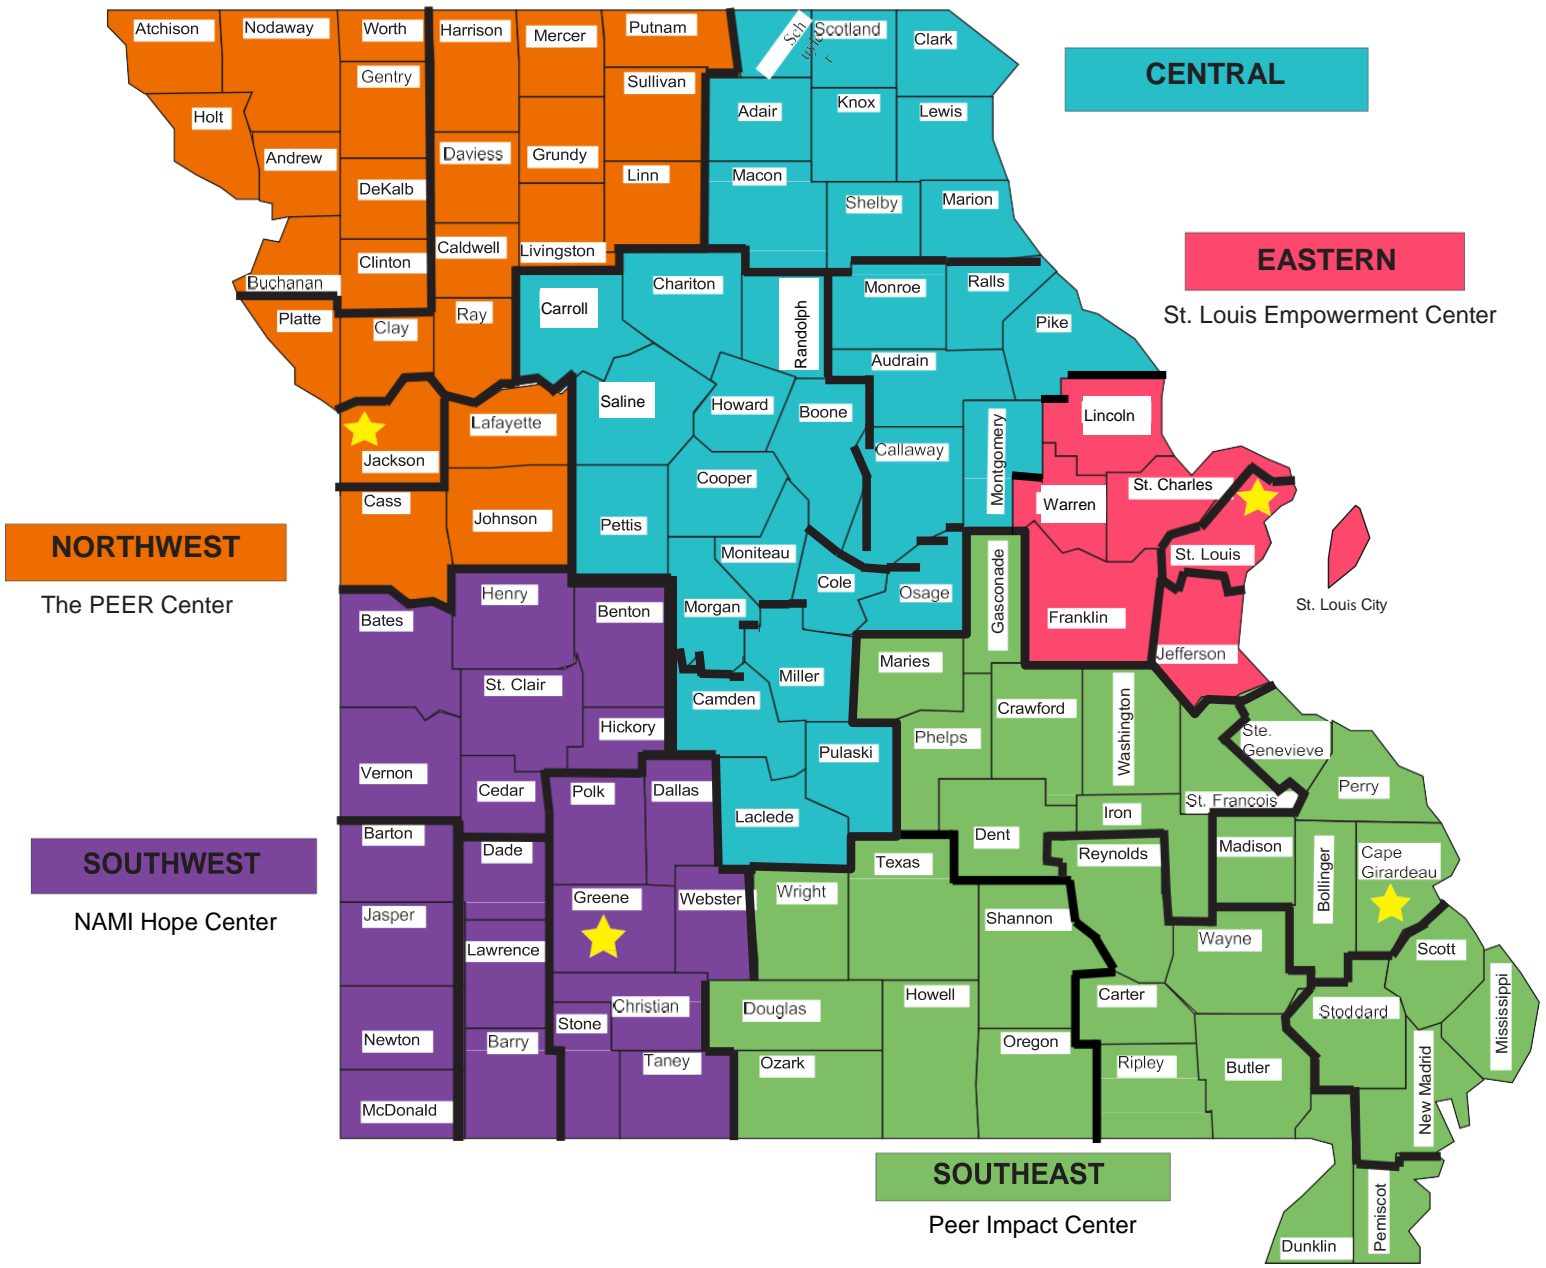 Atchison
Nodaway
Worth
Harrison
Mercer
Putnam
Schuyler
Scotland
Clark
Gentry
Sullivan
CENTRAL
Holt
Adair
Knox
Lewis
Andrew
Daviess
Grundy
DeKalb
Linn
Macon
Shelby
Marion
Clinton
Caldwell
Livingston
EASTERN
St. Louis Empowerment Center
Buchanan
Chariton
Monroe
Ralls
Platte
Clay
Ray
Carroll
Randolph
Pike
Audrain
Saline
Howard
Boone
Lincoln
Lafayette
Jackson
Callaway
Montgomery
Cass
Johnson
Cooper
Pettis
Warren
St. Charles
NORTHWEST
The PEER Center
Moniteau
Cole
Osage
St. Louis
St. Louis City
Henry
Benton
Morgan
Gasconade
Franklin
Bates
Jefferson
St. Clair
Miller
Maries
Camden
Hickory
Crawford
Washington
Phelps
Pulaski
Ste.
Genevieve
Vernon
Cedar
Polk
Dallas
Laclede
St. Francois
Perry
Iron
Barton
Dade
Dent
Texas
Reynolds
Madison
Bollinger
Cape
Girardeau
SOUTHWEST
NAMI Hope Center
Jasper
Greene
Webster
Wright
Shannon
Lawrence
Wayne
Scott
Christian
Stone
Douglas
Howell
Carter
Stoddard
Mississippi
Newton
Barry
Taney
Ozark
Oregon
Ripley
Butler
New Madrid
McDonald
SOUTHEAST
Peer Impact Center
Pemiscot
Dunklin